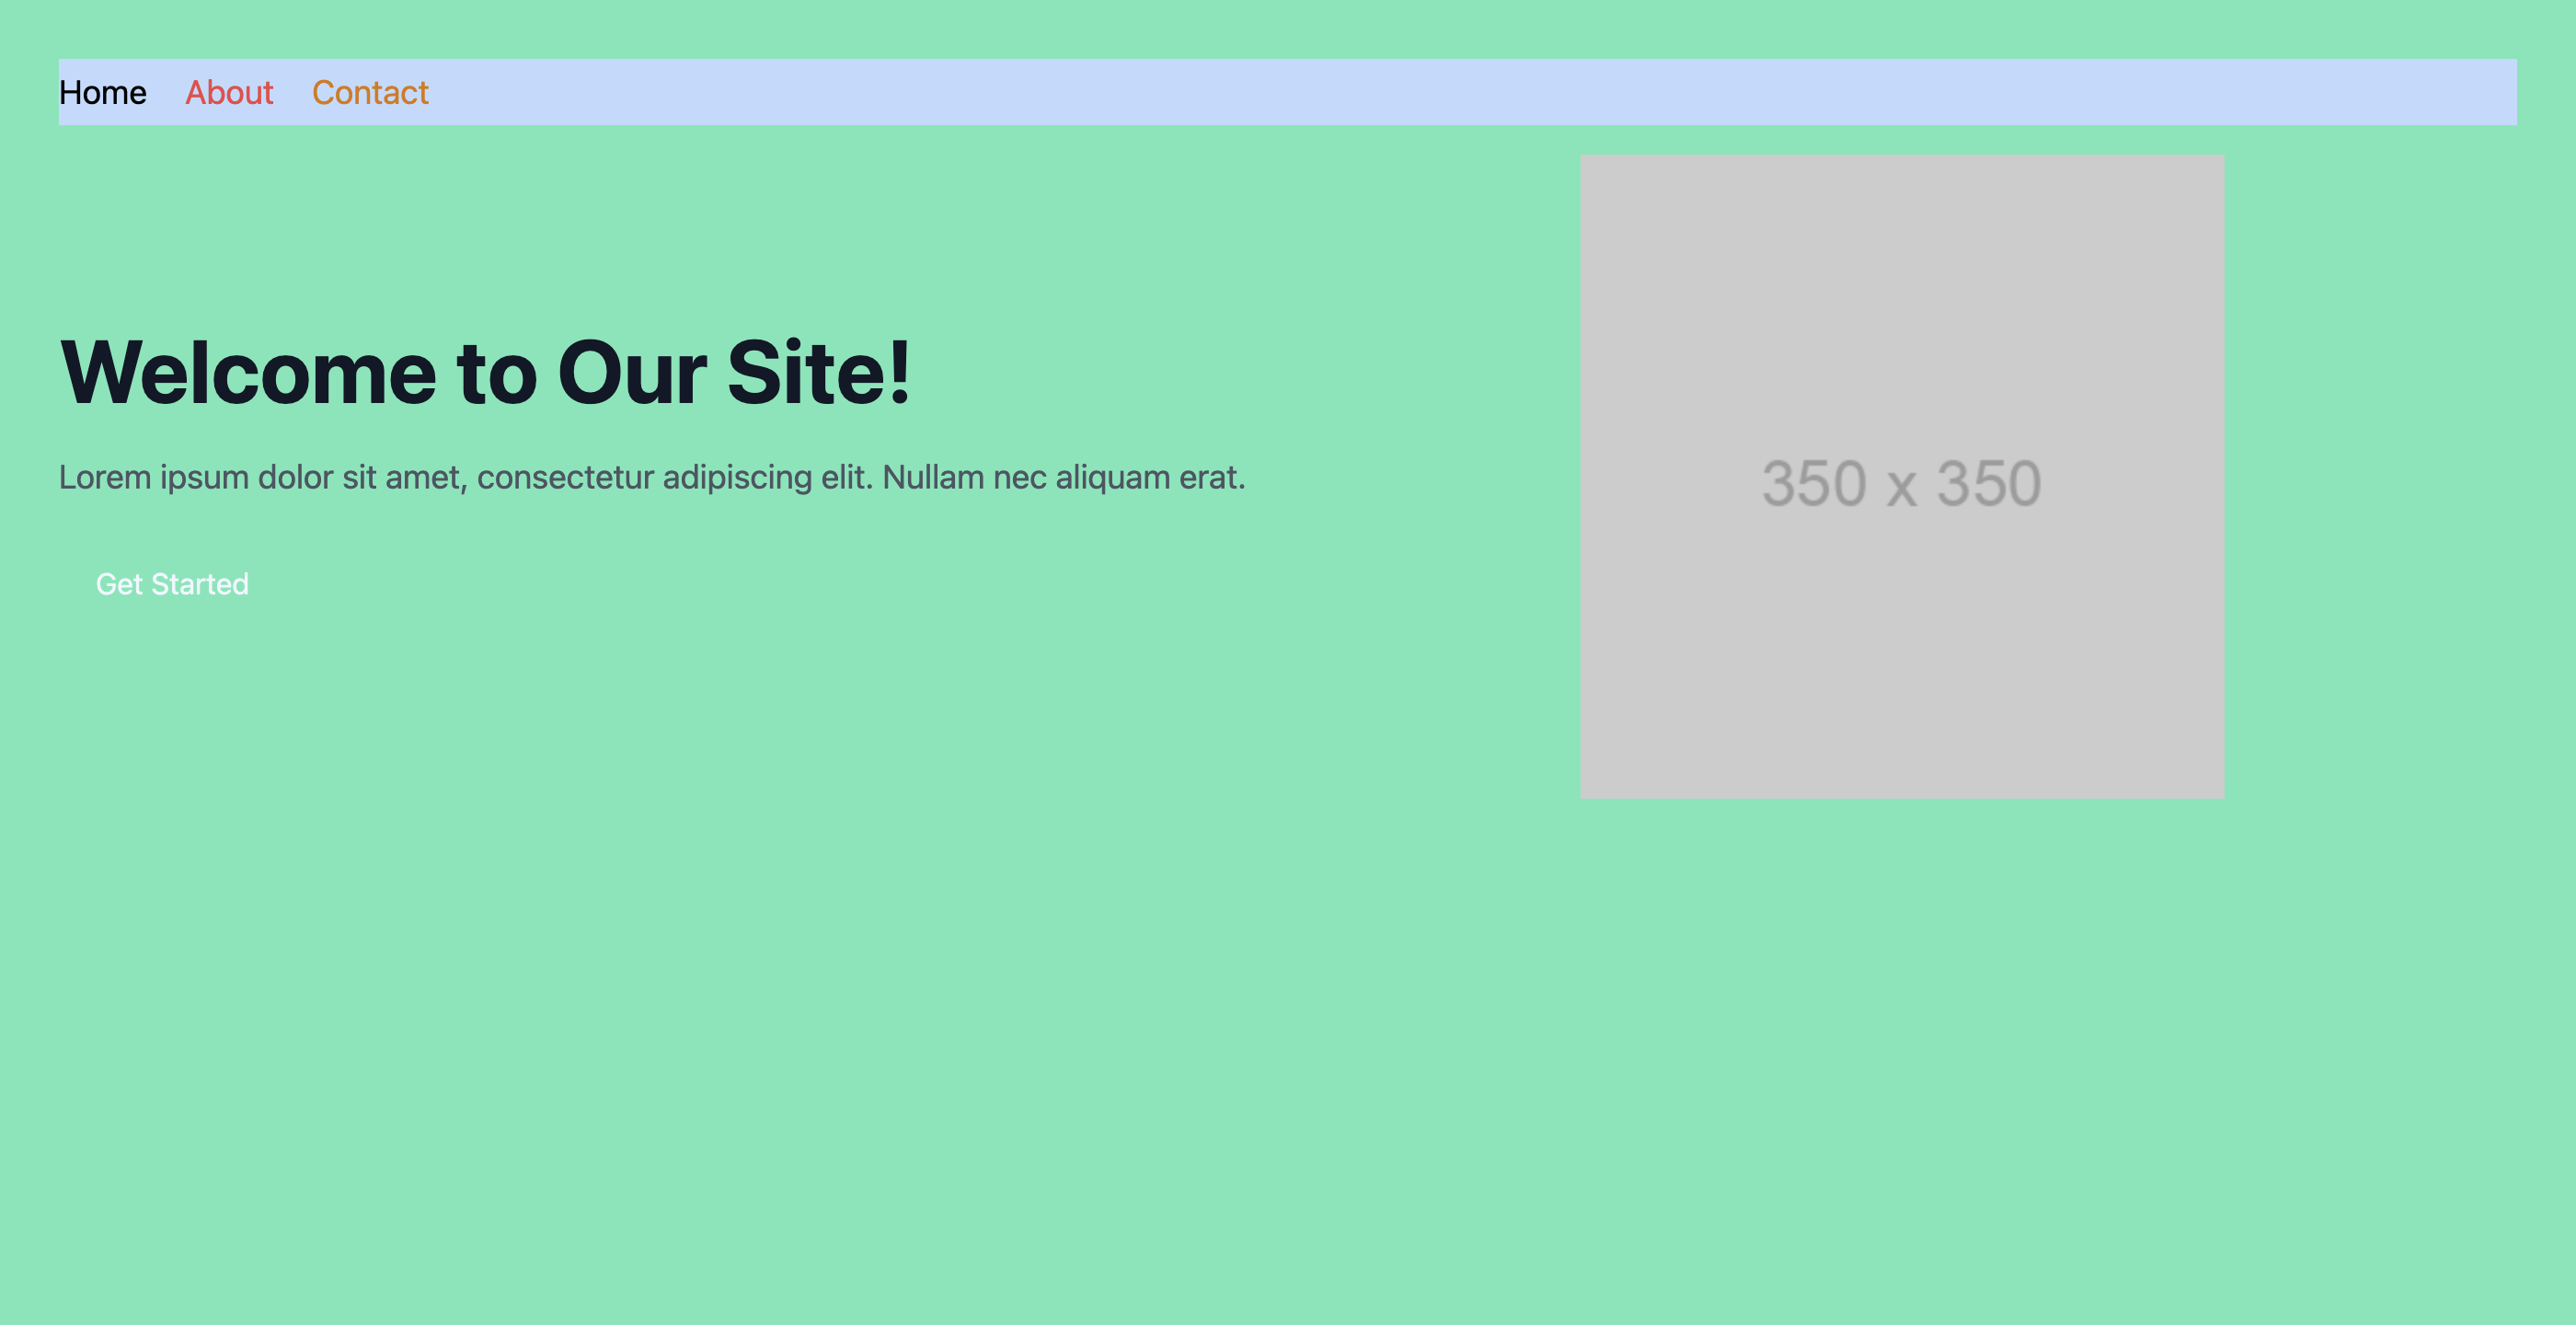 Home About Contact
Welcome to Our Site!
Lorem ipsum dolor sit amet, consectetur adipiscing elit. Nullam nec aliquam erat.
Get Started
350 x 350